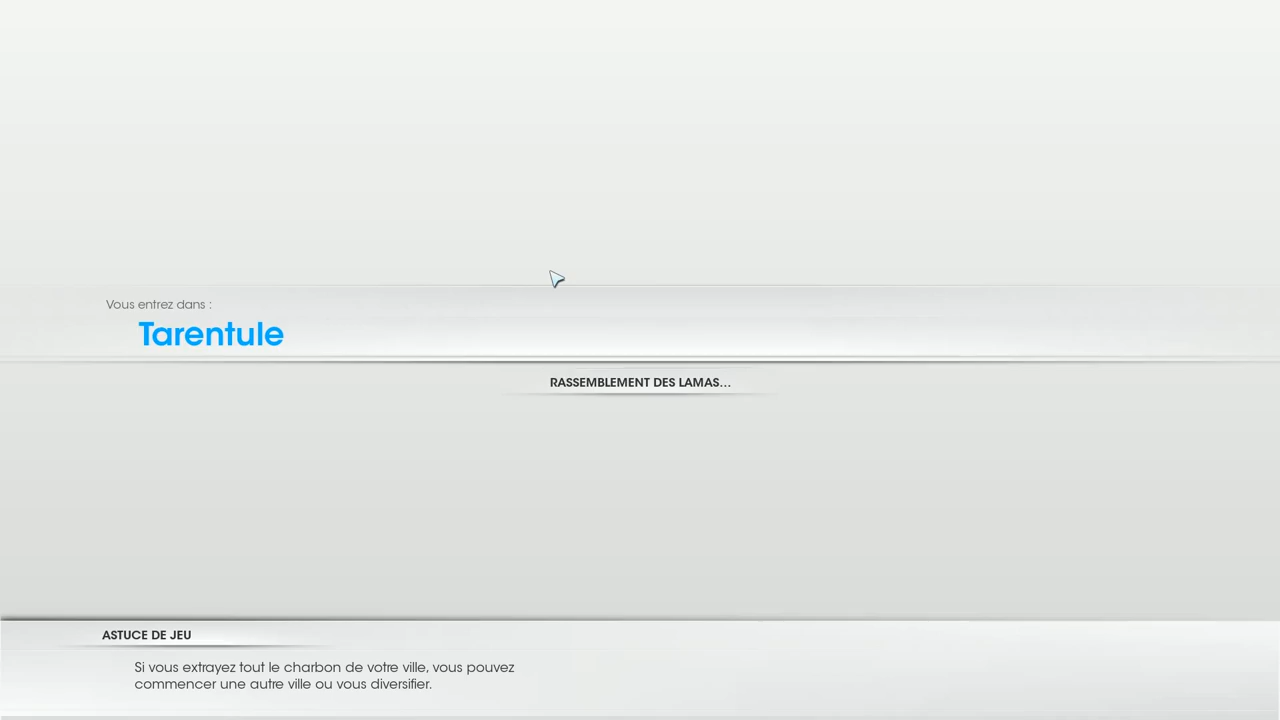 Vous entrez dans :
Tarentule
RASSEMBLEMENT DES LAMAS...
ASTUCE DE JEU
Si vous extrayez tout le charbon de votre ville, vous pouvez
commencer une autre ville ou vous diversifier.